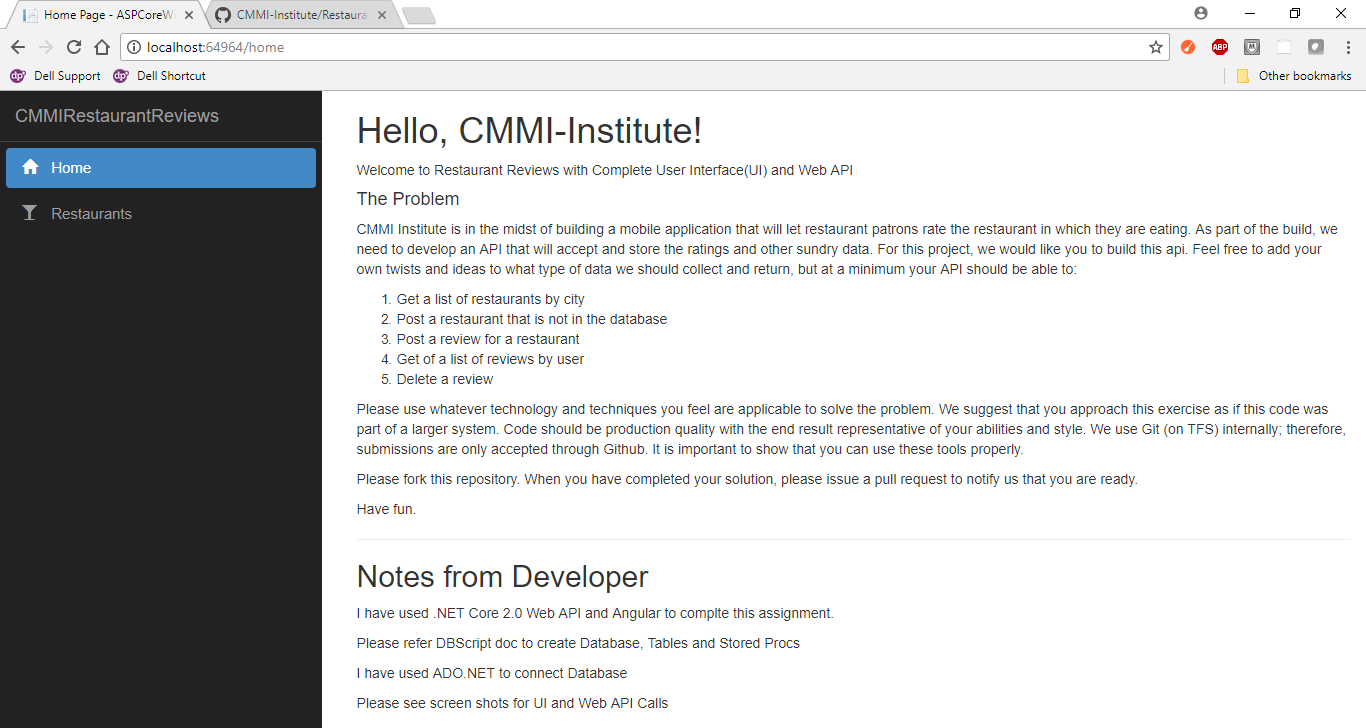 Home Page - ASPCoreW
CMMI-Institute/Restaura
localhost:64964/home
ABP
Dell Support
Dell Shortcut
Other bookmarks
CMMIRestaurantReviews
Home
Restaurants
Hello, CMMI-Institute!
Welcome to Restaurant Reviews with Complete User Interface(UI) and Web API
The Problem
CMMI Institute is in the midst of building a mobile application that will let restaurant patrons rate the restaurant in which they are eating. As part of the build, we
need to develop an API that will accept and store the ratings and other sundry data. For this project, we would like you to build this api. Feel free to add your
own twists and ideas to what type of data we should collect and return, but at a minimum your API should be able to:
1. Get a list of restaurants by city
2. Post a restaurant that is not in the database
3. Post a review for a restaurant
4. Get of a list of reviews by user
5. Delete a review
Please use whatever technology and techniques you feel are applicable to solve the problem. We suggest that you approach this exercise as if this code was
part of a larger system. Code should be production quality with the end result representative of your abilities and style. We use Git (on TFS) internally; therefore,
submissions are only accepted through Github. It is important to show that you can use these tools properly.
Please fork this repository. When you have completed your solution, please issue a pull request to notify us that you are ready.
Have fun.
Notes from Developer
I have used .NET Core 2.0 Web API and Angular to complte this assignment.
Please refer DBScript doc to create Database, Tables and Stored Procs
I have used ADO.NET to connect Database
Please see screen shots for UI and Web API Calls